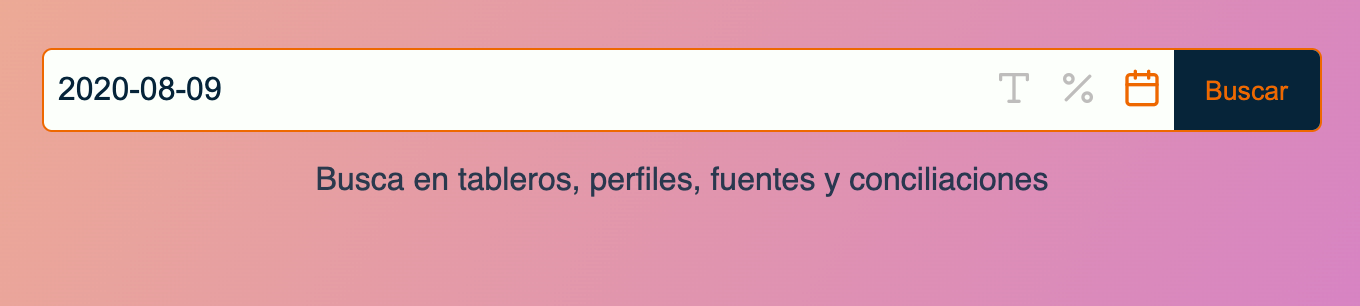 2020-08-09 Buscar
Busca en tableros, perfiles, fuentes y conciliaciones